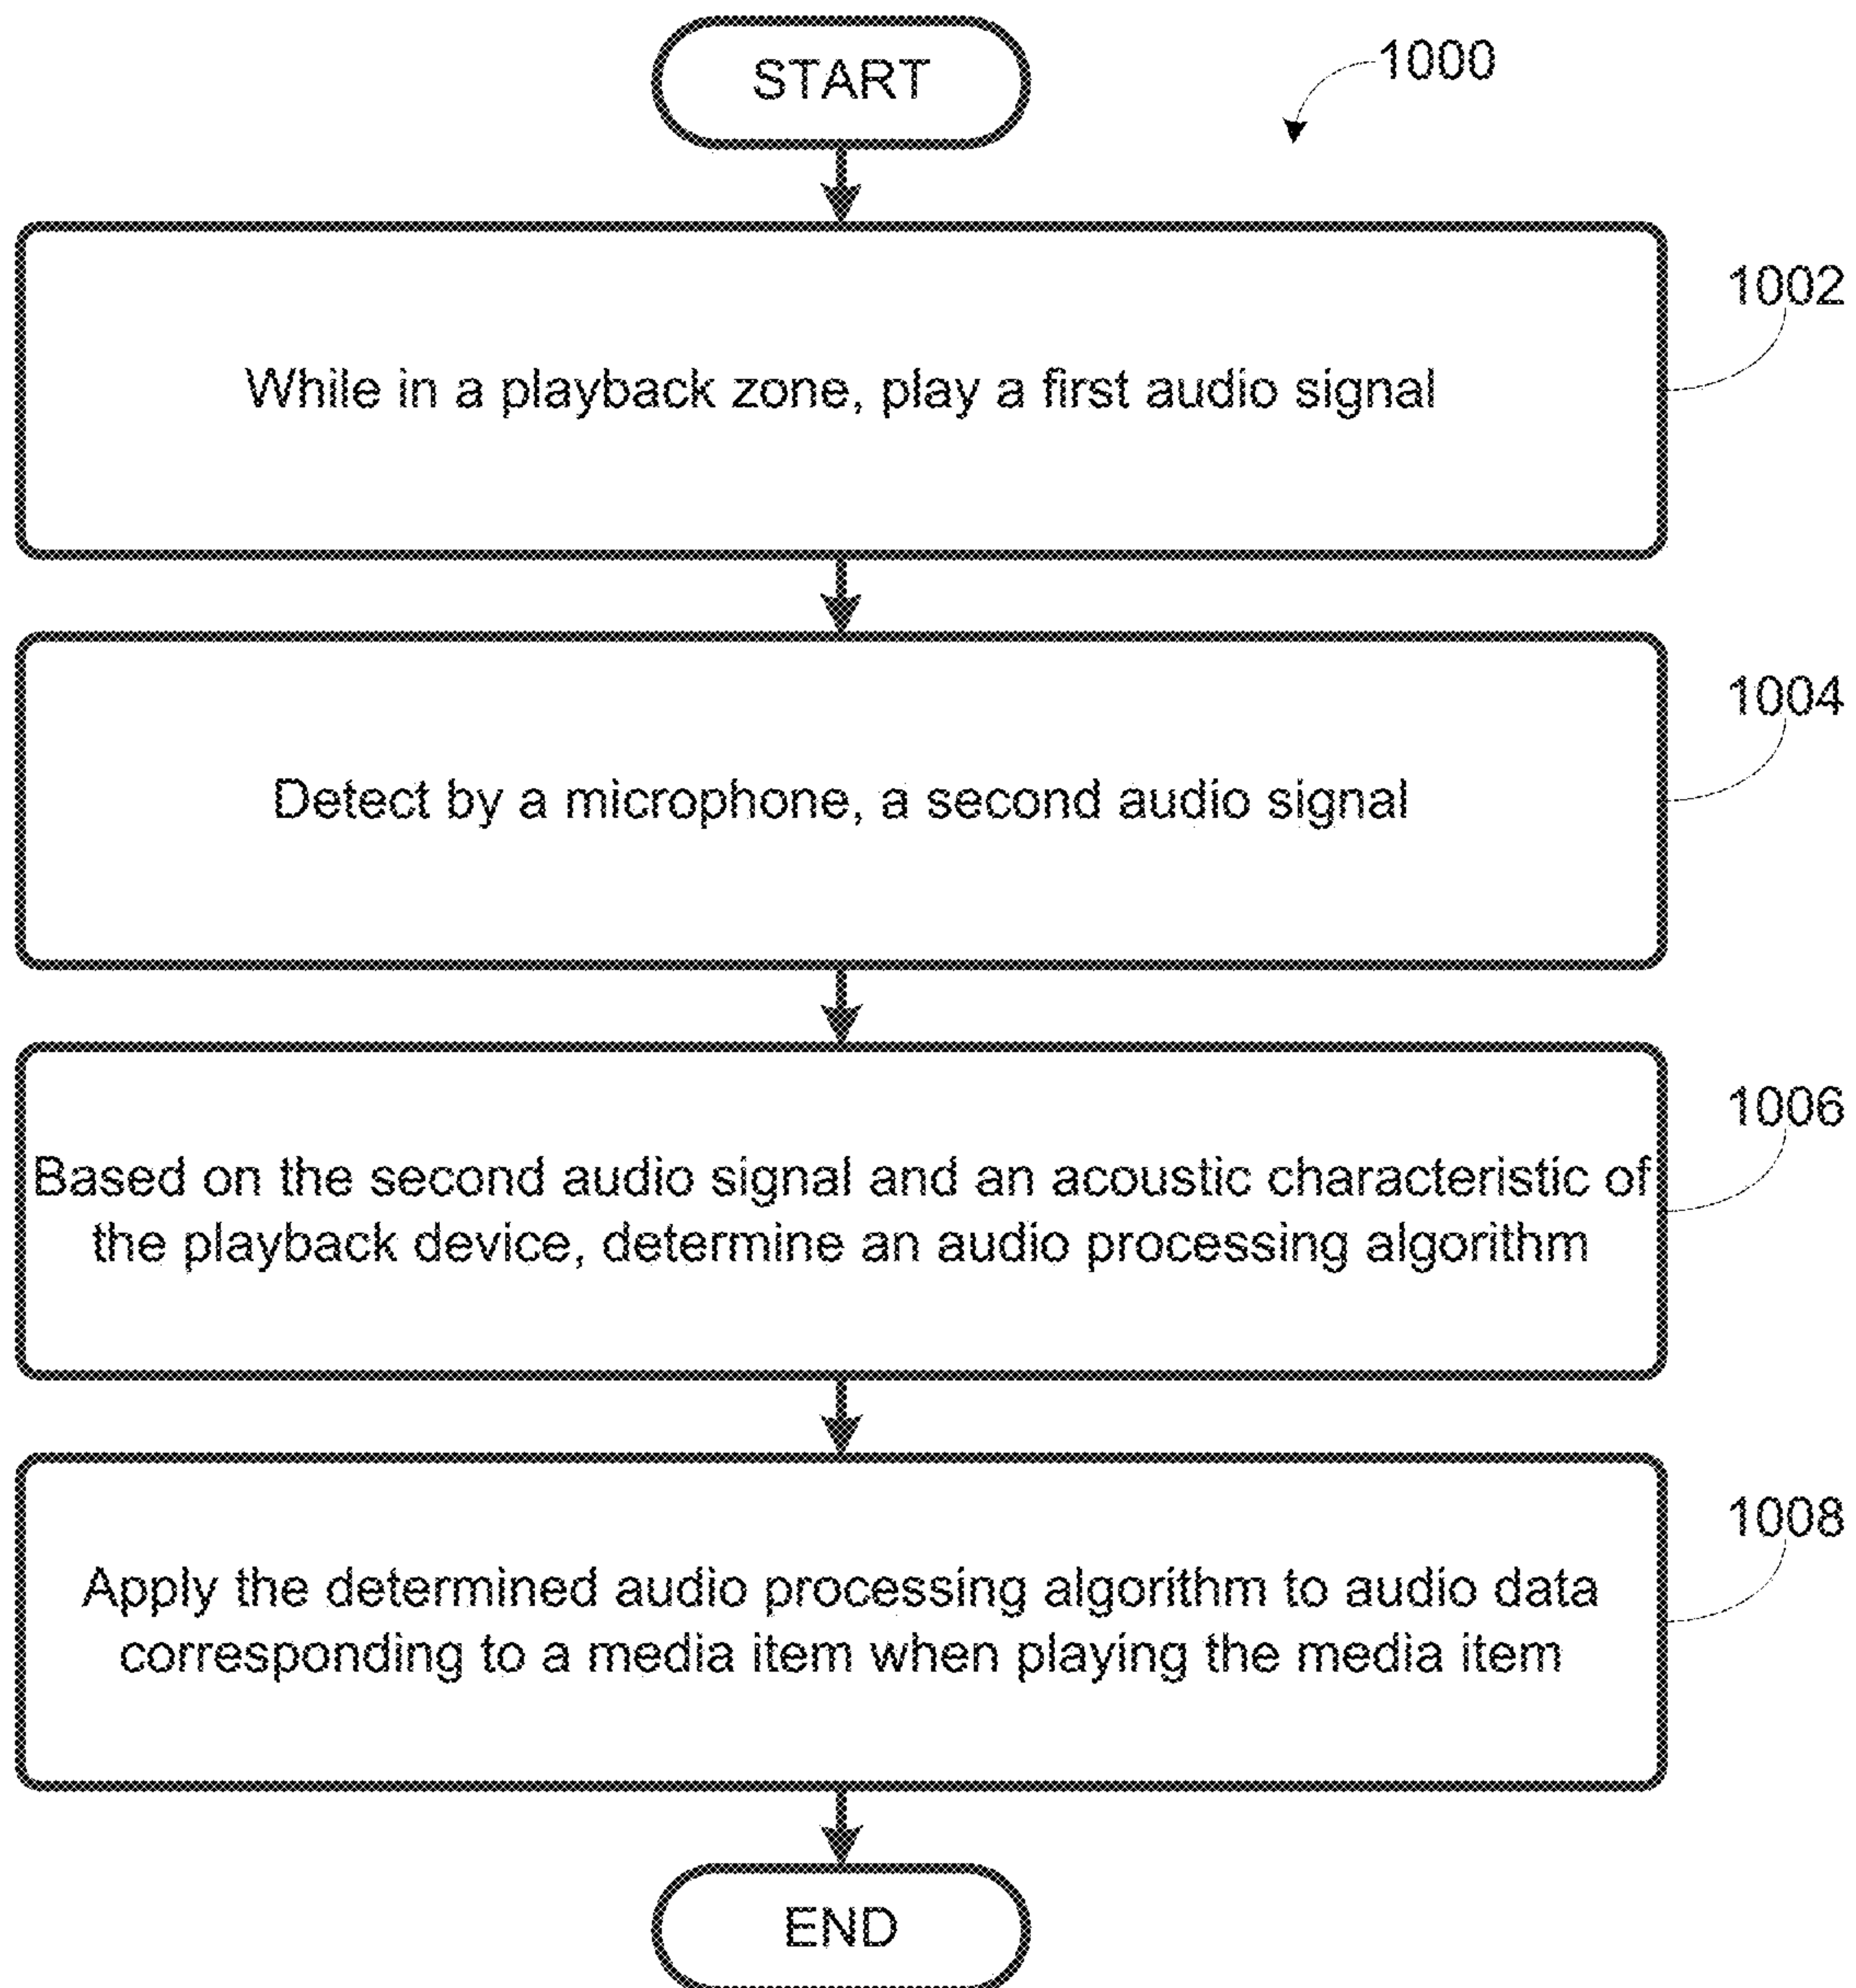 START
1000
1002
While in a playback zone, play a first audio signal
1004
Detect by a microphone, a second audio signal
1006
Based on the second audio signal and an acoustic characteristic of
the playback device, determine an audio processing algorithm
1008
Apply the determined audio processing algorithm to audio data
corresponding to a media item when playing the media item
END